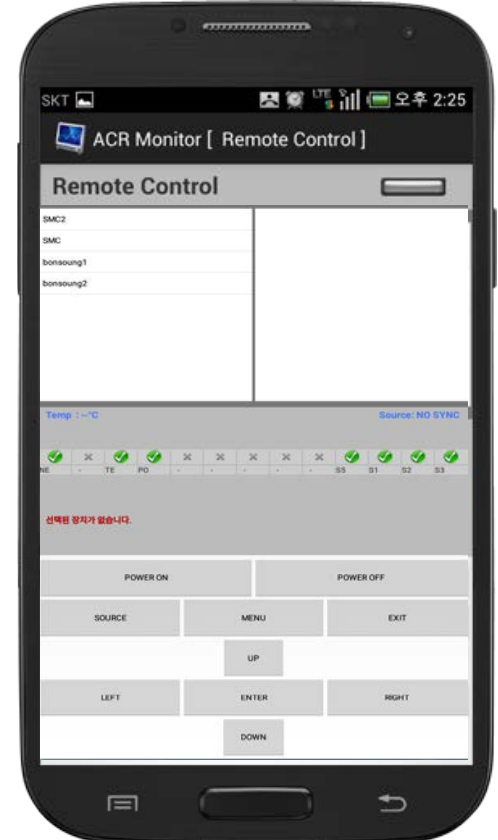 SKT LTE 오후 2:25
ACR Monitor [ Remote Control ]
Remote Control
SMC2
SMC
bonsoung1
bonsoung2
Temp : --°C Source: NO SYNC
NE - TE PO - - - - - S5 S1 S2 S3
선택된 장치가 없습니다.
POWER ON POWER OFF
SOURCE MENU EXIT
UP
LEFT ENTER RIGHT
DOWN